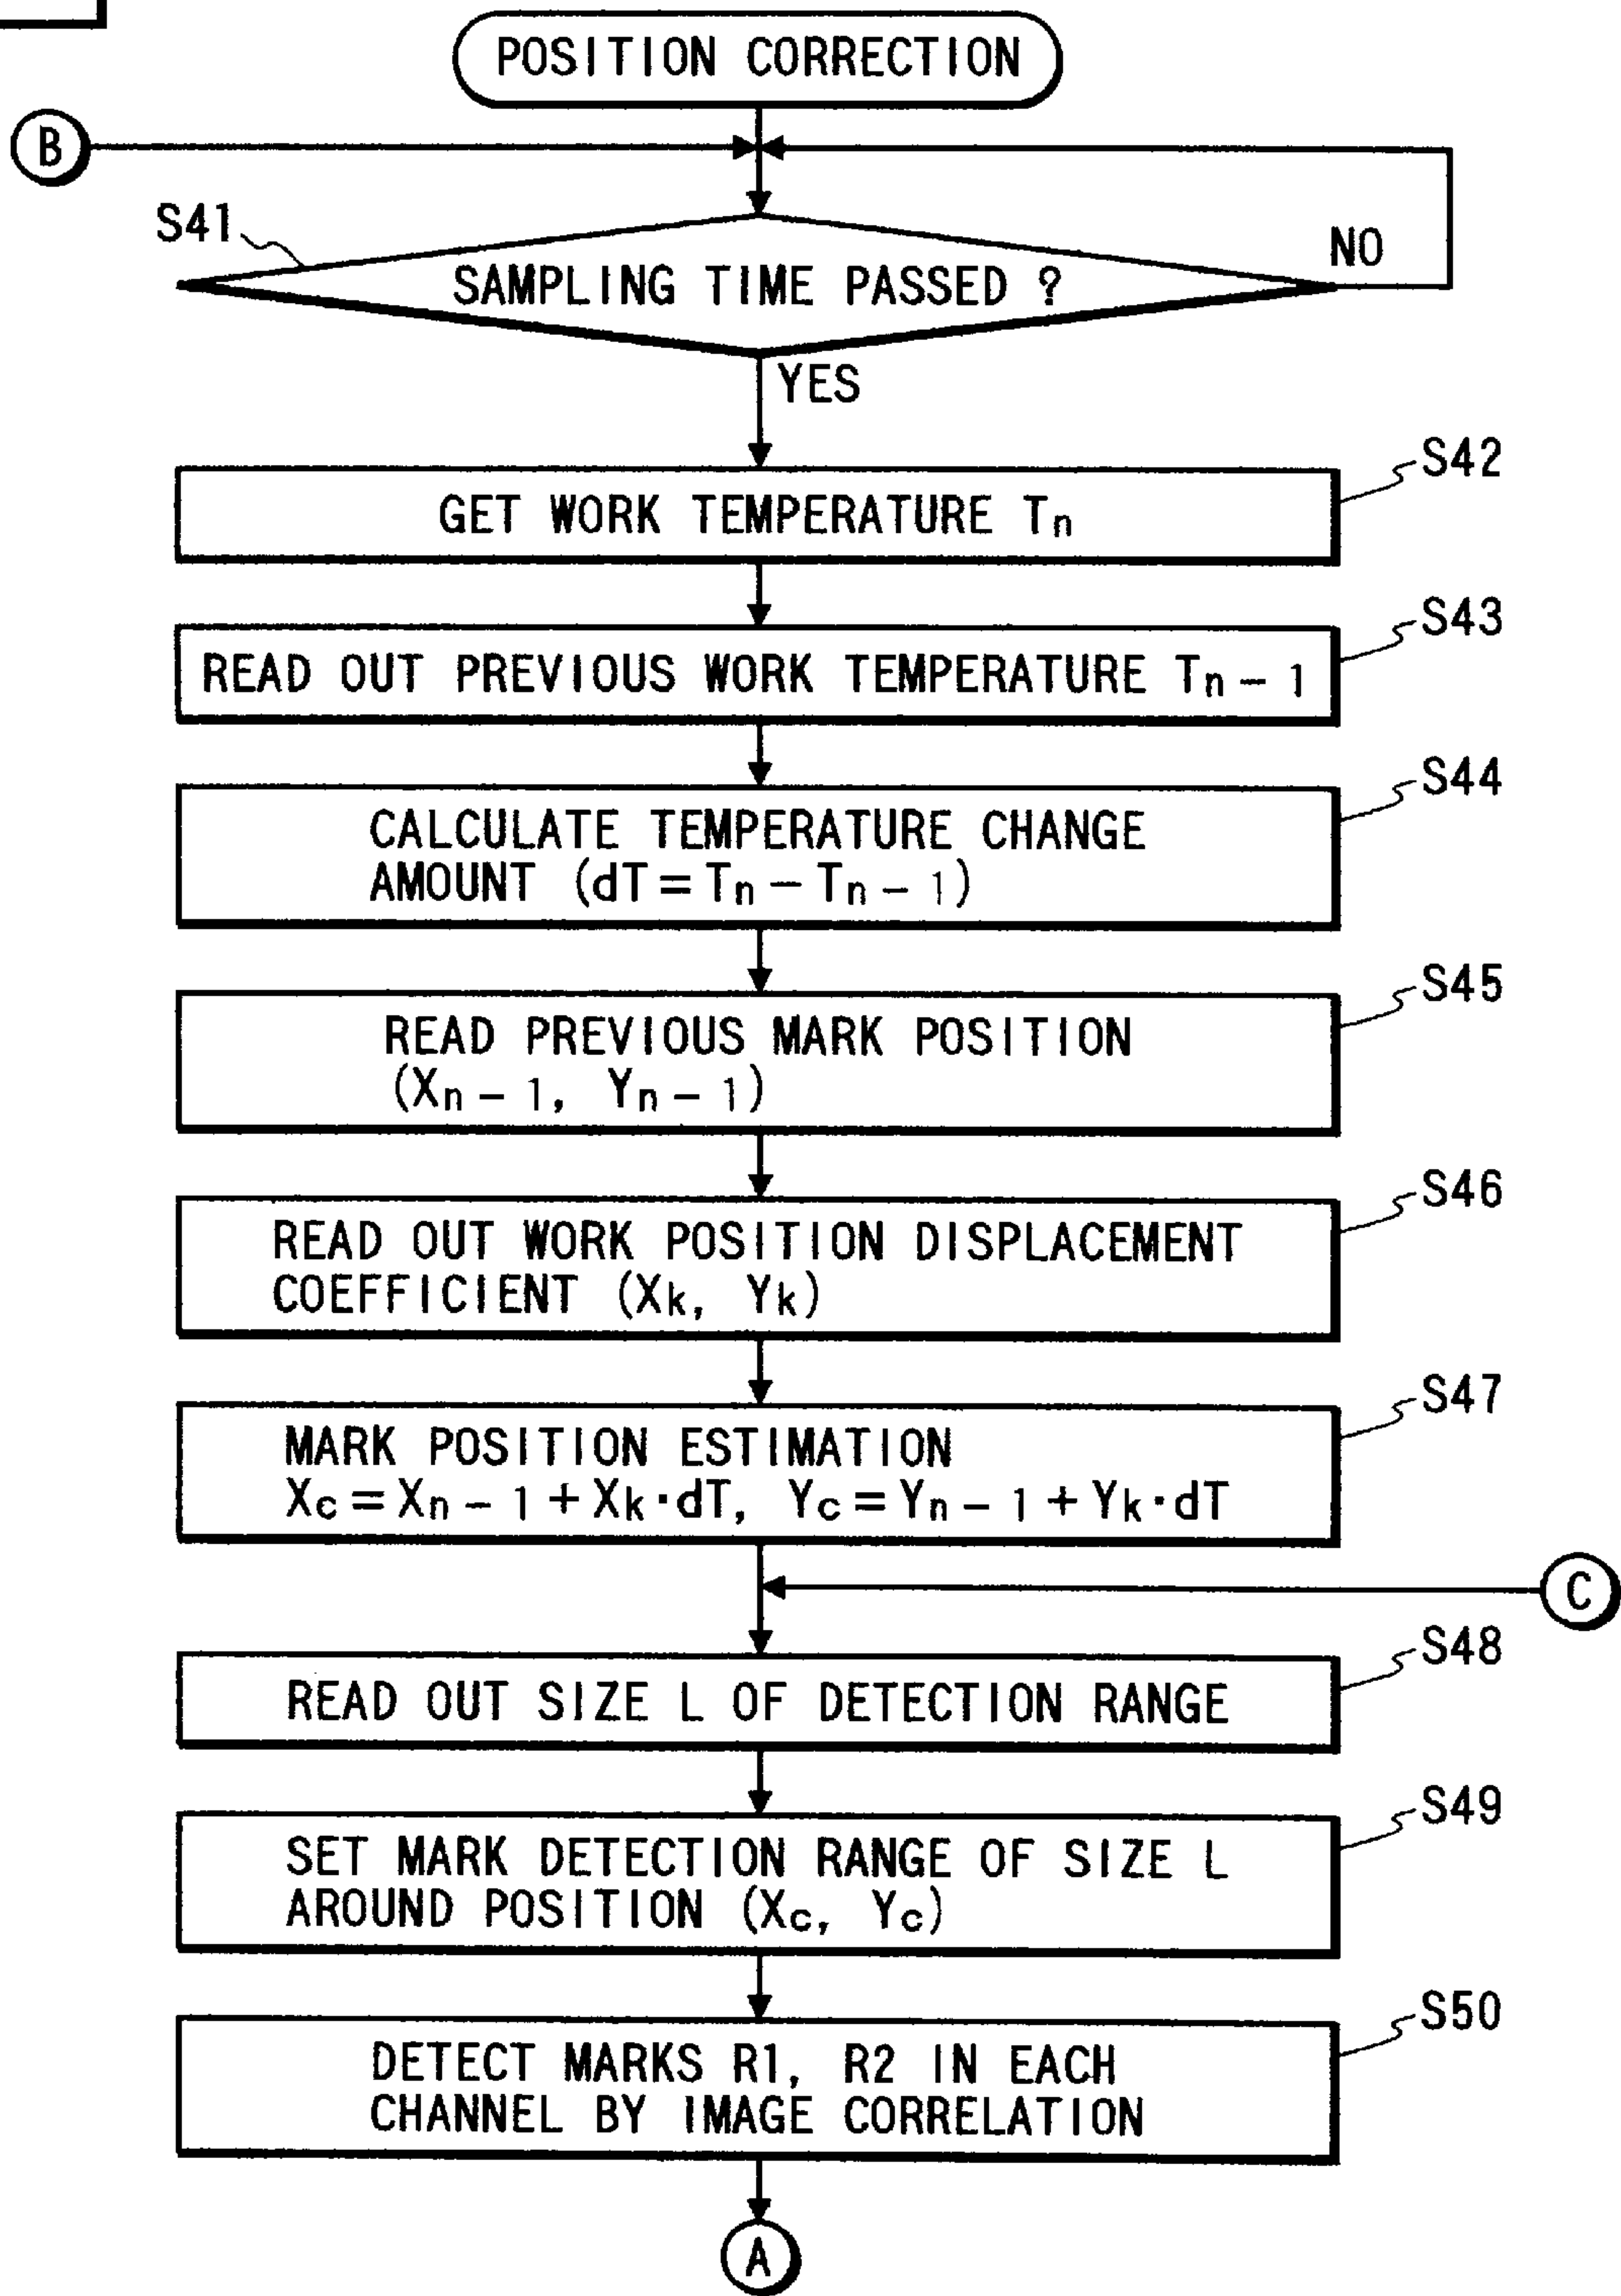 POSITION CORRECTION
B
S41
SAMPLING TIME PASSED ?
NO
YES
S42
GET WORK TEMPERATURE Tn
S43
READ OUT PREVIOUS WORK TEMPERATURE Tn-1
S44
CALCULATE TEMPERATURE CHANGE
AMOUNT (dT=Tn-Tn-1)
S45
READ PREVIOUS MARK POSITION
(Xn-1, Yn-1)
S46
READ OUT WORK POSITION DISPLACEMENT
COEFFICIENT (Xk, Yk)
S47
MARK POSITION ESTIMATION
Xc=Xn-1+Xk·dT, Yc=Yn-1+Yk·dT
C
S48
READ OUT SIZE L OF DETECTION RANGE
S49
SET MARK DETECTION RANGE OF SIZE L
AROUND POSITION (Xc, Yc)
S50
DETECT MARKS R1, R2 IN EACH
CHANNEL BY IMAGE CORRELATION
A